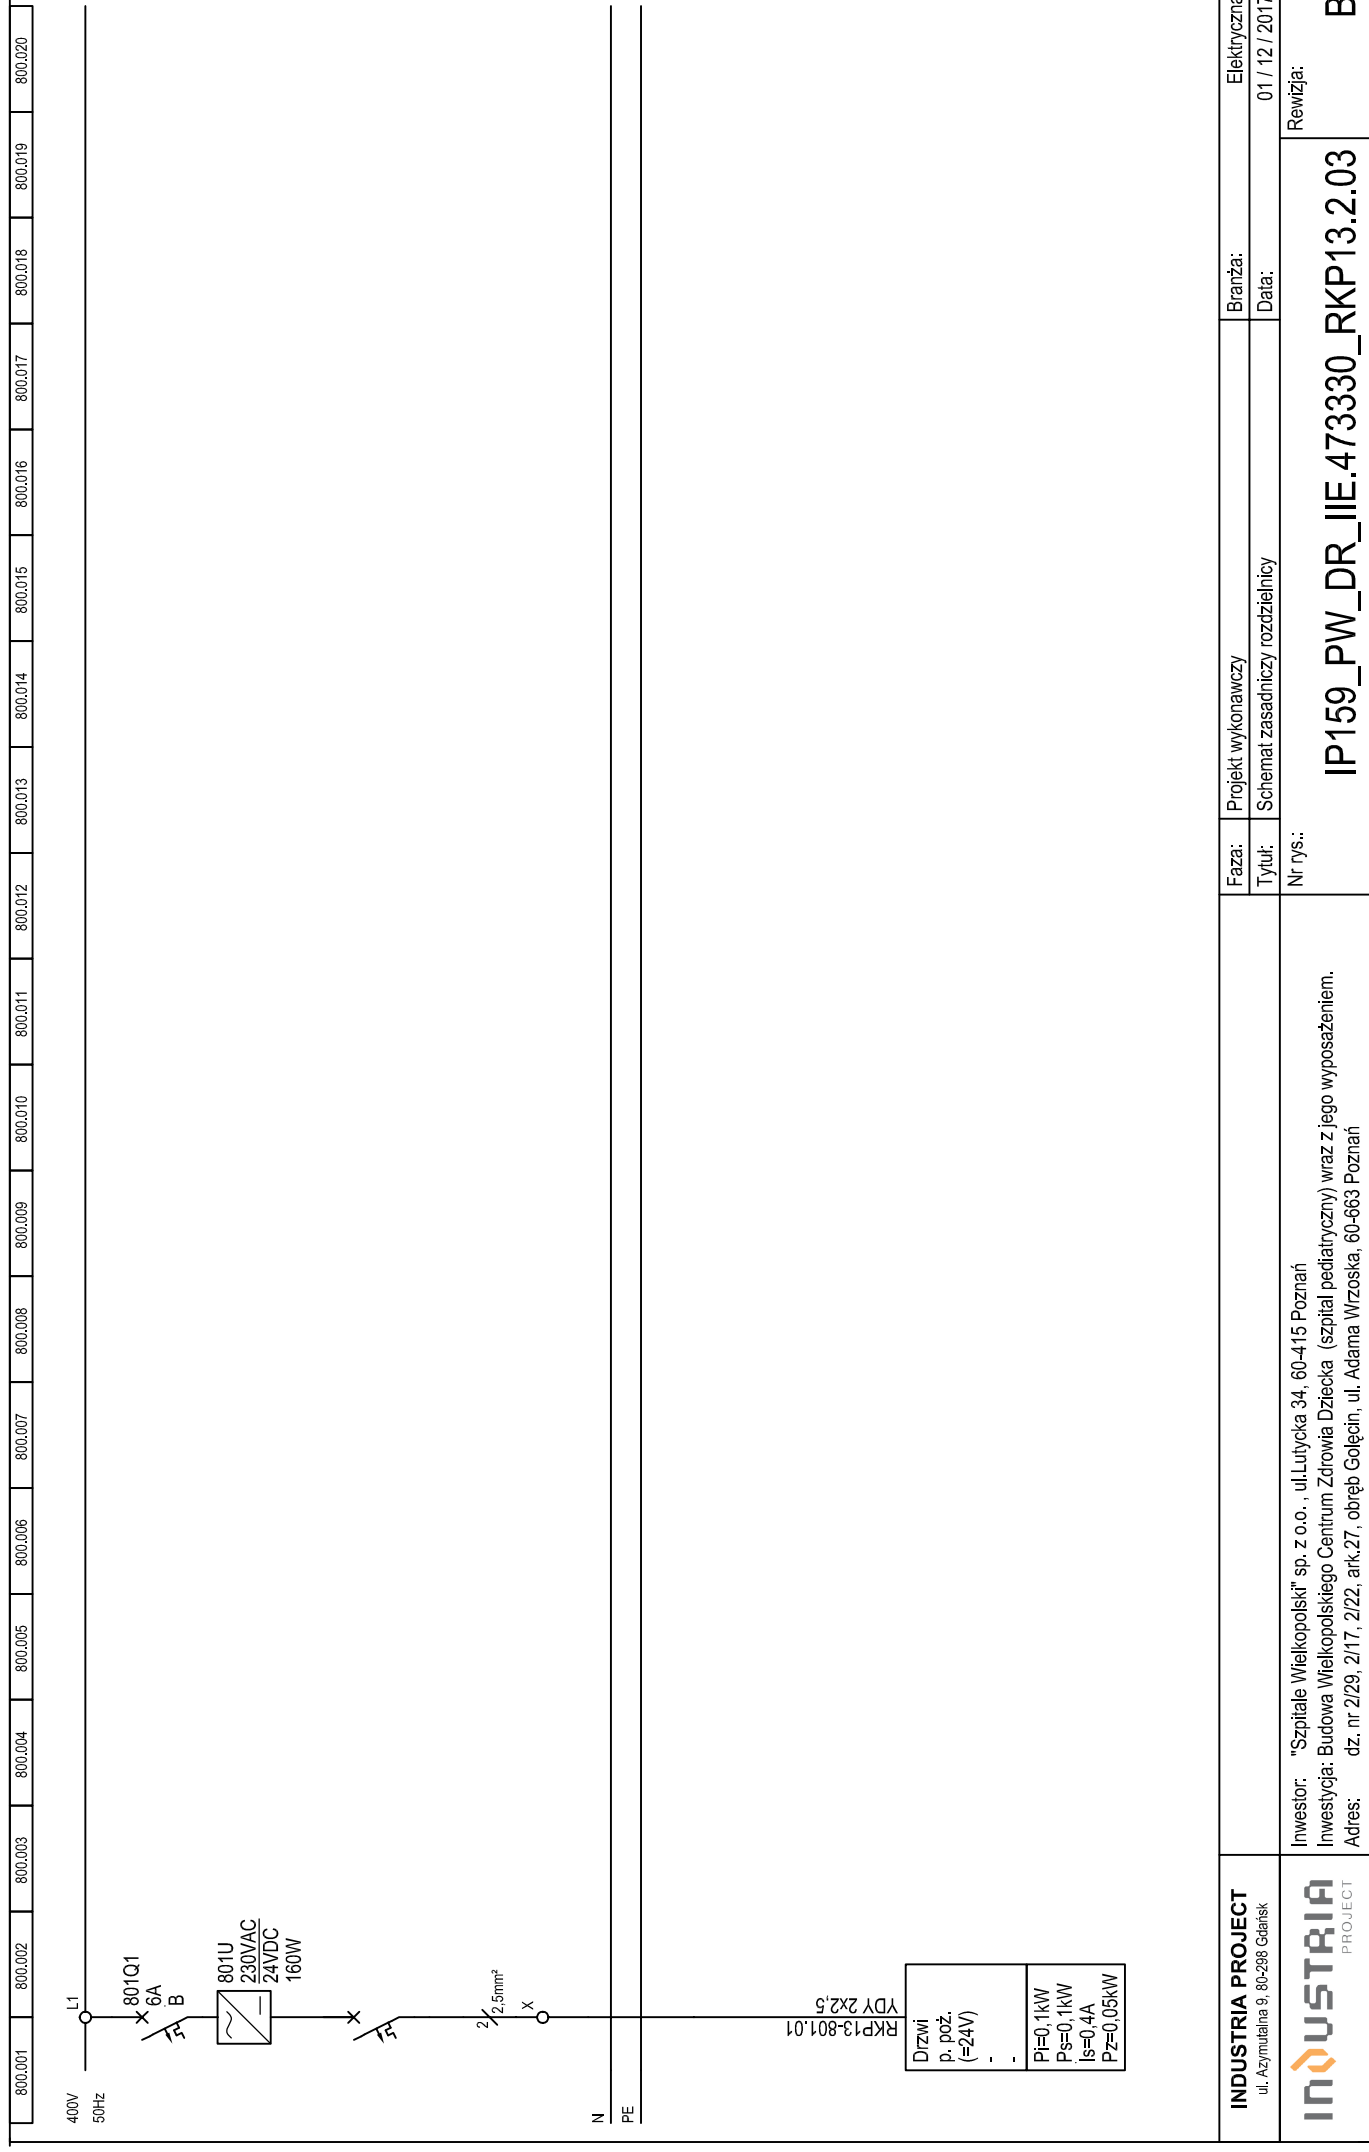 800.001 800.002 800.003 800.004 800.005 800.006 800.007 800.008 800.009 800.010 800.011 800.012 800.013 800.014 800.015 800.016 800.017 800.018 800.019 800.020
400V
50Hz
L1
801Q1
6A
B
801U
230VAC
24VDC
160W
2
2,5mm²
X
N
PE
RKP13-801.01
YDY 2x2,5
Drzwi
p. poż.
(=24V)
-
-
Pi=0,1kW
Ps=0,1kW
Is=0,4A
Pz=0,05kW
INDUSTRIA PROJECT
ul. Azymutalna 9, 80-298 Gdańsk
INDUSTRIA
PROJECT
Inwestor: "Szpitale Wielkopolski" sp. z o.o. , ul.Lutycka 34, 60-415 Poznań
Inwestycja: Budowa Wielkopolskiego Centrum Zdrowia Dziecka (szpital pediatryczny) wraz z jego wyposażeniem.
Adres: dz. nr 2/29, 2/17, 2/22, ark.27, obręb Golęcin, ul. Adama Wrzoska, 60-663 Poznań
Faza: Projekt wykonawczy
Branża: Elektryczna
Tytuł: Schemat zasadniczy rozdzielnicy
Data: 01 / 12 / 2017
Nr rys.:
IP159_PW_DR_IIE.473330_RKP13.2.03
Rewizja:
B